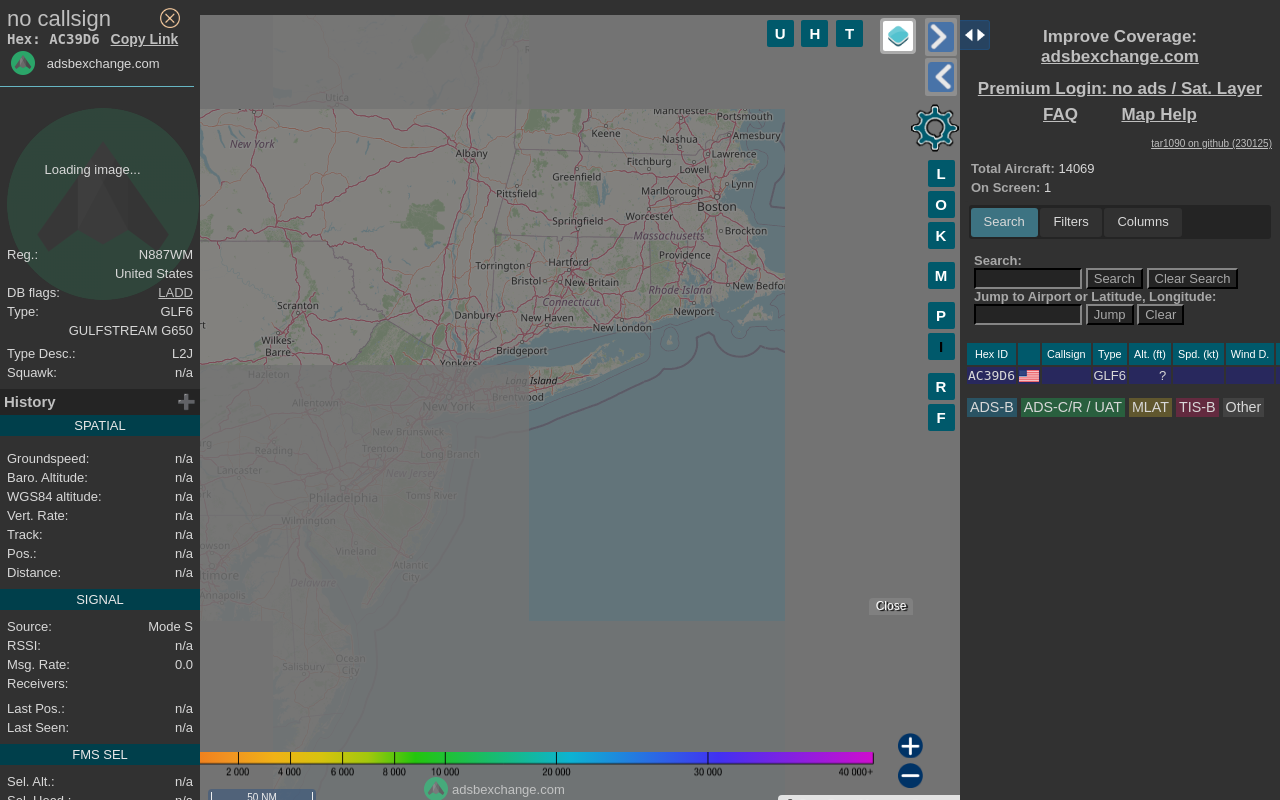 no callsign
Hex: AC39D6 Copy Link
adsbexchange.com
Loading image...
Reg.: N887WM
United States
DB flags: LADD
Type: GLF6
GULFSTREAM G650
Type Desc.: L2J
Squawk: n/a
History
SPATIAL
Groundspeed: n/a
Baro. Altitude: n/a
WGS84 altitude: n/a
Vert. Rate: n/a
Track: n/a
Pos.: n/a
Distance: n/a
SIGNAL
Source: Mode S
RSSI: n/a
Msg. Rate: 0.0
Receivers:
Last Pos.: n/a
Last Seen: n/a
FMS SEL
Sel. Alt.: n/a
Sel. Head.: n/a
U H T
L
O
K
M
P
I
R
F
Utica
New York
Albany
Manchester
Portsmouth
Keene
Nashua
Amesbury
Fitchburg
Lawrence
Greenfield
Lowell
Pittsfield
Marlborough
Lynn
Worcester
Boston
Springfield
Massachusetts
Brockton
Providence
Torrington
Hartford
Bristol
New Britain
Rhode Island
New Bedfor
Scranton
Connecticut
Danbury
New Haven
Newport
New London
Wilkes-
Barre
Bridgeport
Yonkers
Hazleton
Long Island
Brentwood
Allentown
New York
New Brunswick
Reading
Trenton
Long Branch
Lancaster
New Jersey
Philadelphia
Toms River
Wilmington
Vineland
Atlantic
City
Delaware
Annapolis
Salisbury
Ocean
City
Close
2 000 4 000 6 000 8 000 10 000 20 000 30 000 40 000+
adsbexchange.com
50 NM
Improve Coverage:
adsbexchange.com
Premium Login: no ads / Sat. Layer
FAQ Map Help
tar1090 on github (230125)
Total Aircraft: 14069
On Screen: 1
Search Filters Columns
Search:
Search Clear Search
Jump to Airport or Latitude, Longitude:
Jump Clear
Hex ID Callsign Type Alt. (ft) Spd. (kt) Wind D.
AC39D6 GLF6 ?
ADS-B ADS-C/R / UAT MLAT TIS-B Other